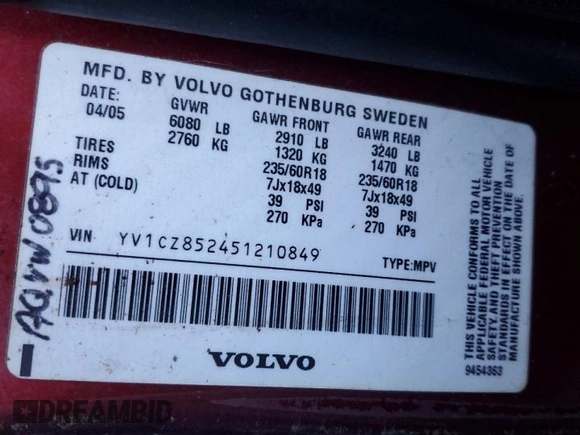 MFD. BY VOLVO GOTHENBURG SWEDEN
DATE: GVWR GAWR FRONT GAWR REAR
04/05 6080 LB 2910 LB 3240 LB
2760 KG 1320 KG 1470 KG
TIRES 235/60R18 235/60R18
RIMS 7Jx18x49 7Jx18x49
AT (COLD) 39 PSI 39 PSI
270 KPa 270 KPa
VIN YV1CZ852451210849 TYPE:MPV
VOLVO
THIS VEHICLE CONFORMS TO ALL
APPLICABLE FEDERAL MOTOR VEHICLE
SAFETY AND THEFT PREVENTION
STANDARDS IN EFFECT ON THE DATE OF
MANUFACTURE SHOWN ABOVE.
9454363
AQVW0895
DREAMBID